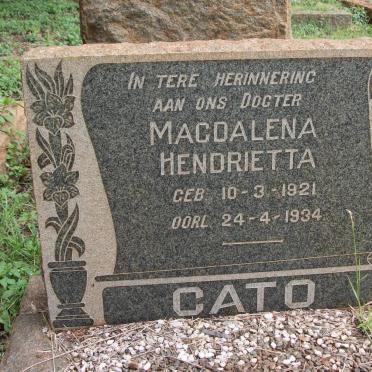 IN TERE HERINNERING
AAN ONS DOGTER
MAGDALENA
HENDRIETTA
GEB 10-3-1921
OORL 24-4-1934
CATO